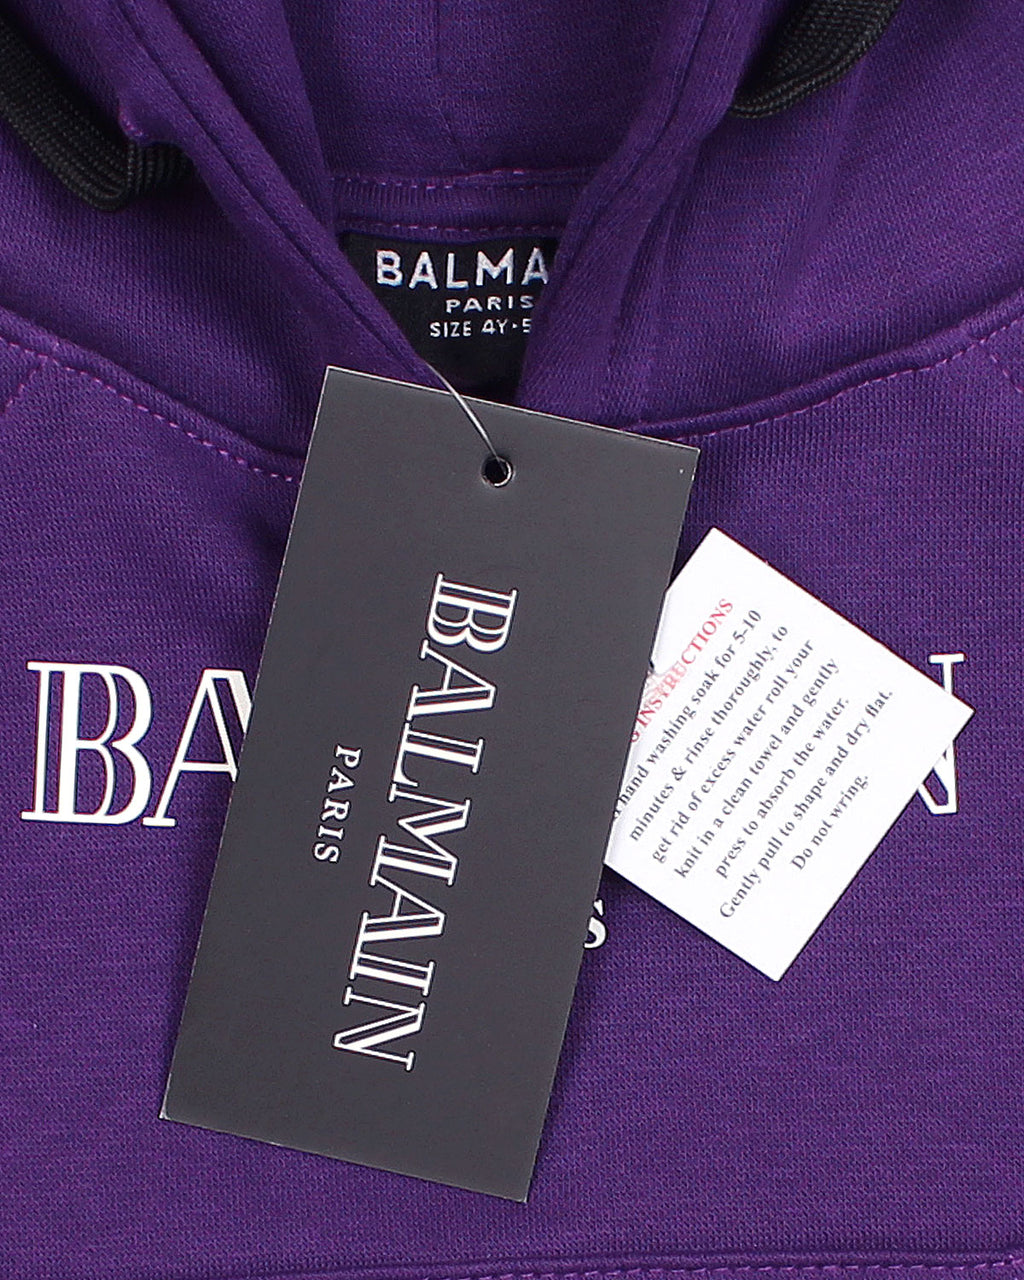 BALMA
PARIS
SIZE 4Y-5
BALMAIN
PARIS
BA
N
IS
INSTRUCTIONS
hand washing soak for 5-10
minutes & rinse thoroughly, to
get rid of excess water roll your
knit in a clean towel and gently
press to absorb the water.
Gently pull to shape and dry flat.
Do not wring.